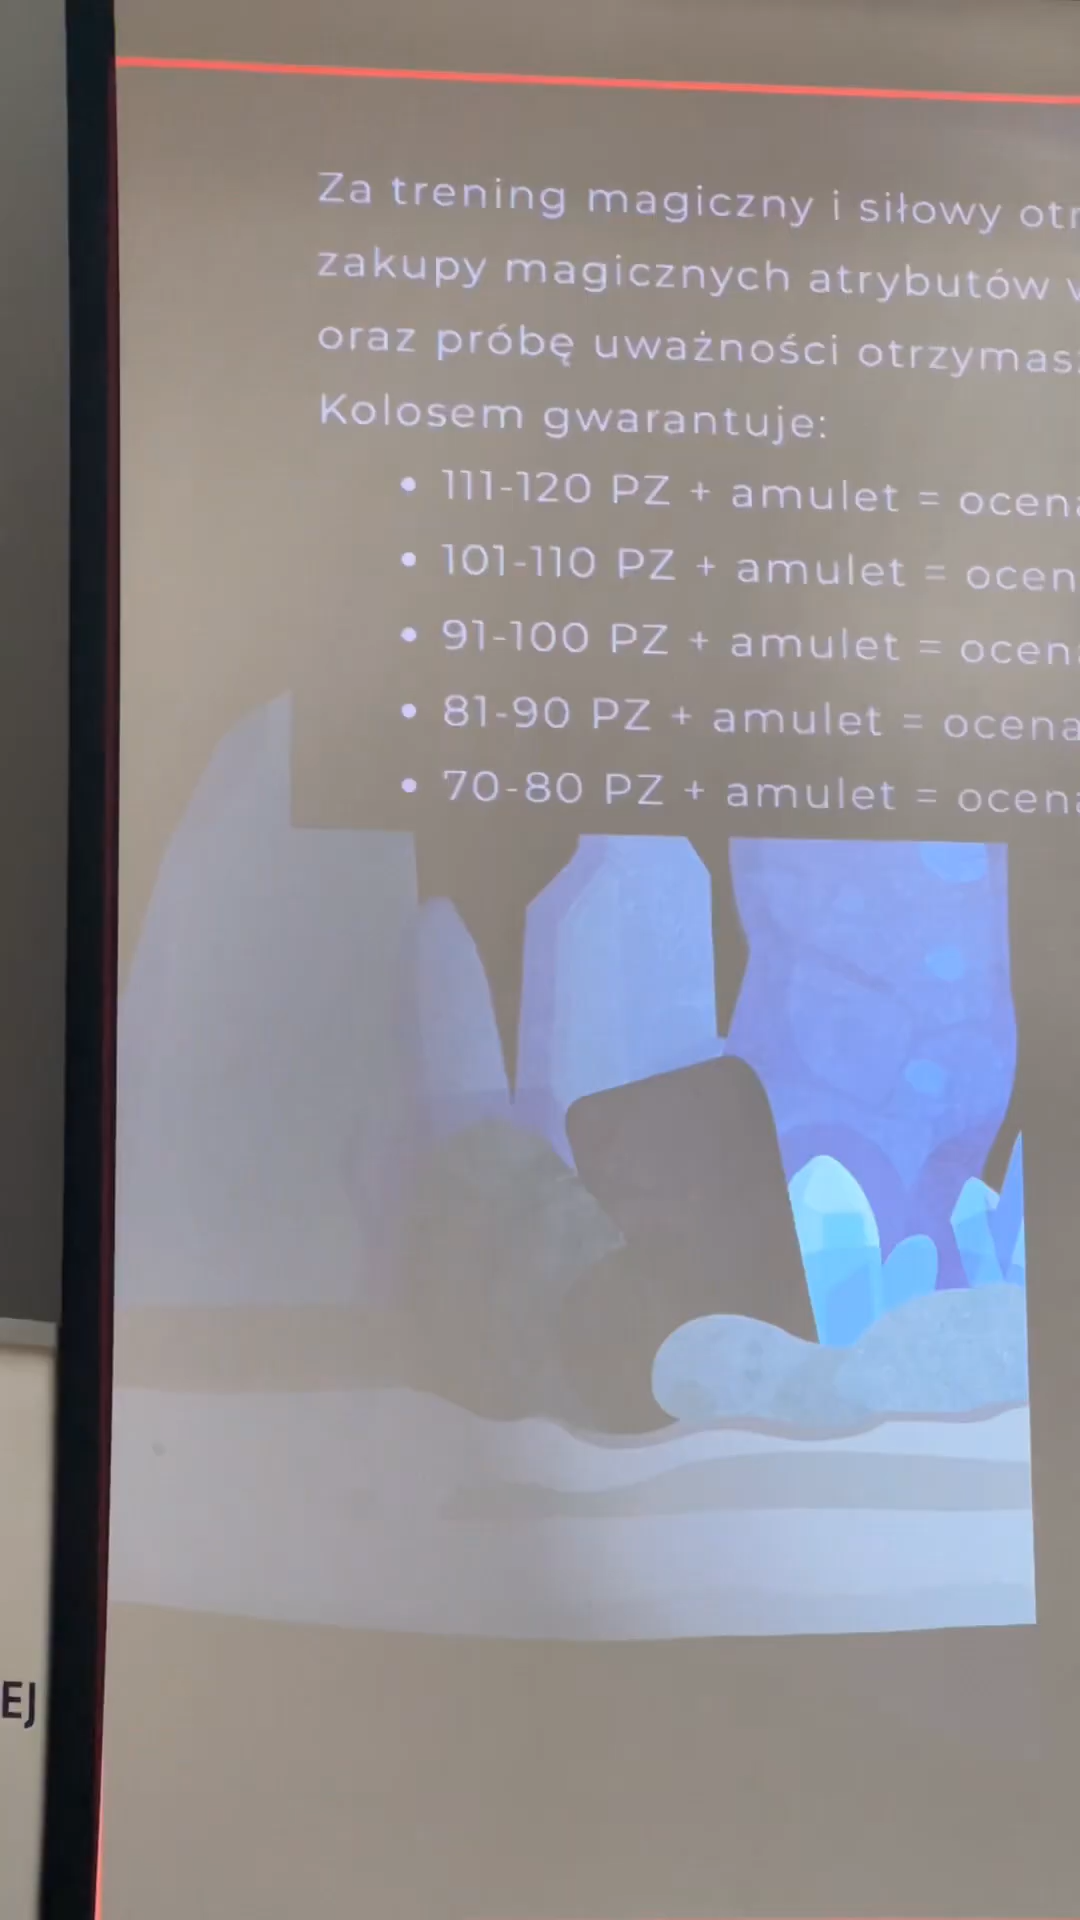 Za trening magiczny i siłowy
zakupy magicznych atrybutów
oraz próbę uważności
Kolosem gwarantuje:
• 111-120 PZ + amulet =
• 101-110 PZ + amulet =
• 91-100 PZ + amulet =
• 81-90 PZ + amulet = ocena
• 70-80 PZ + amulet =
EJ